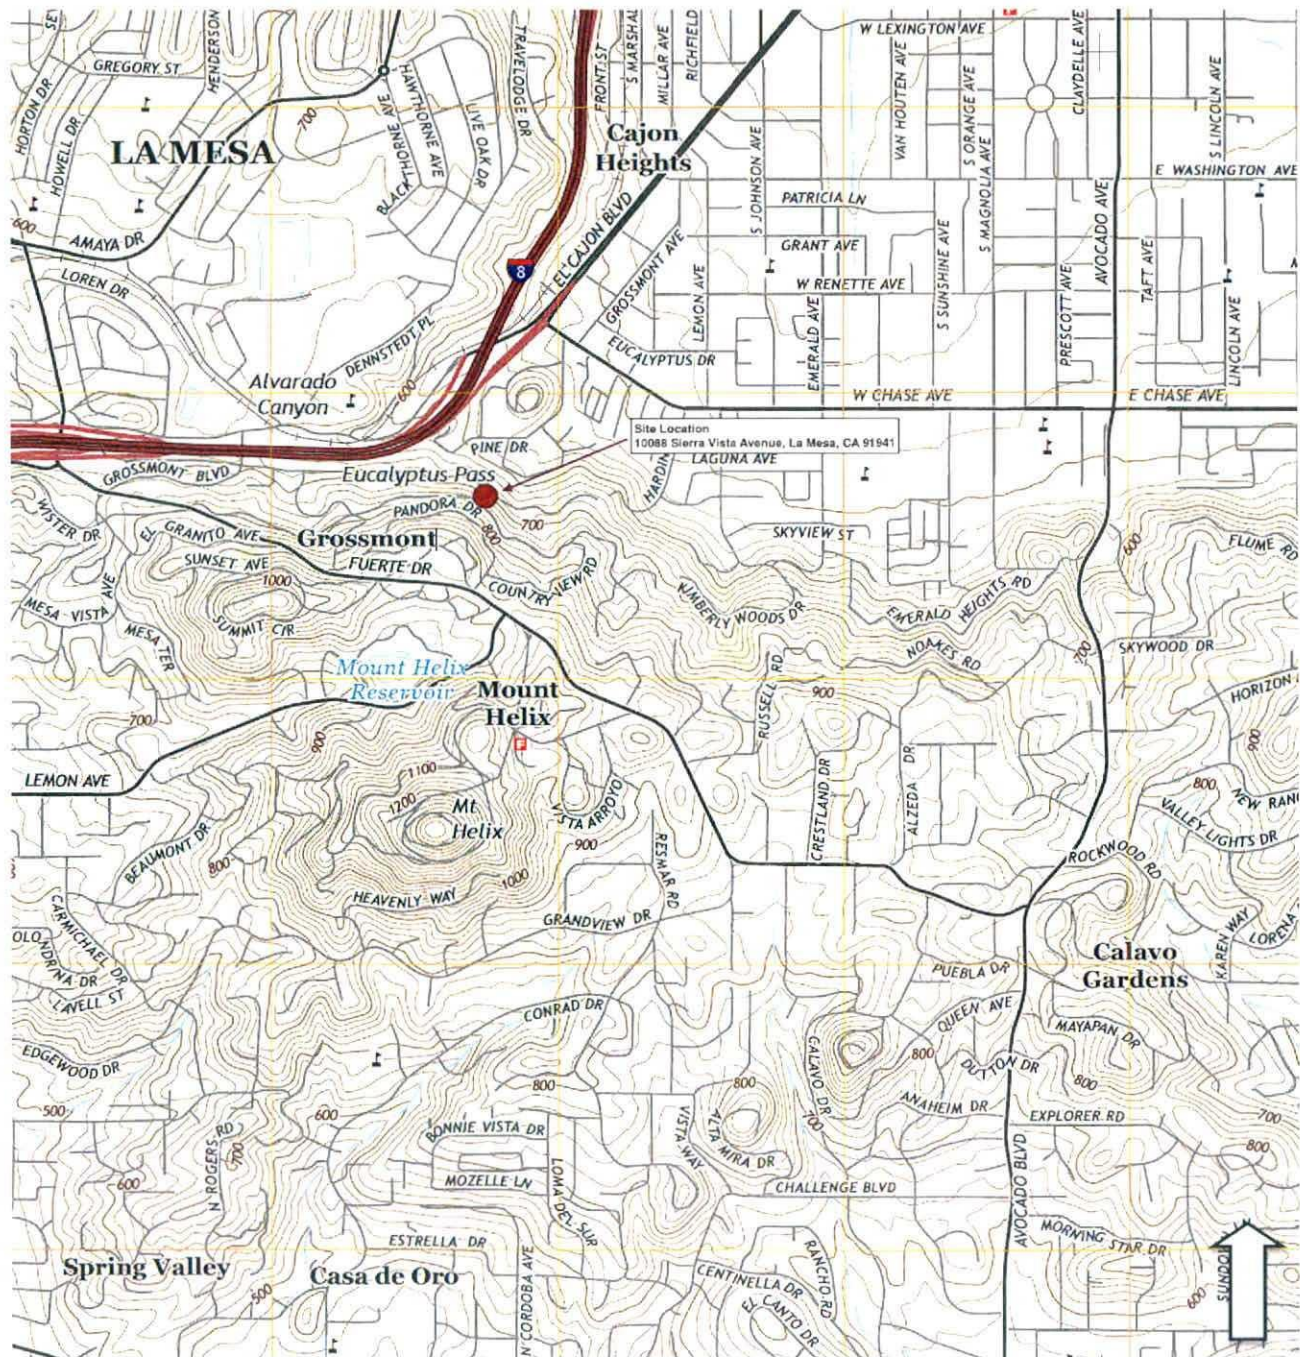 W LEXINGTON AVE
GREGORY ST
HENDERSON
HORTON DR
HOWELL DR
HAWTHORNE AVE
BLACKTHORNE AVE
LIVE OAK DR
TRAVELODGE DR
FRONT ST
S MARSHAL
MILLAR AVE
RICHFIELD
VAN HOUTEN AVE
S ORANGE AVE
S MAGNOLIA AVE
CLAYDELLE AVE
S LINCOLN AVE
700
LA MESA
Cajon
Heights
S JOHNSON AVE
E WASHINGTON AVE
PATRICIA LN
600
AMAYA DR
LOREN DR
8
EL CAJON BLVD
GROSSMONT AVE
GRANT AVE
W RENETTE AVE
LEMON AVE
EMERALD AVE
S SUNSHINE AVE
PRESCOTT AVE
AVOCADO AVE
TAFT AVE
LINCOLN AVE
DENNSTEDT PL
EUCALYPTUS DR
Alvarado
Canyon
600
W CHASE AVE
E CHASE AVE
Site Location
10088 Sierra Vista Avenue, La Mesa, CA 91941
PINE DR
LAGUNA AVE
GROSSMONT BLVD
Eucalyptus Pass
HARDIN
PANDORA DR
700
800
WISTER DR
EL GRANITO AVE
Grossmont
SKYVIEW ST
600
FLUME RD
SUNSET AVE
1000
FUERTE DR
COUNTRY VIEW RD
MESA VISTA AVE
SUMMIT CIR
KIMBERLY WOODS DR
EMERALD HEIGHTS RD
MESA TER
NOAKES RD
700
SKYWOOD DR
Mount Helix
Reservoir
Mount
Helix
RUSSELL RD
900
HORIZON
700
900
F
900
LEMON AVE
1100
1200
Mt
Helix
VISTA ARROYO
CRESTLAND DR
ALZEDA DR
800
NEW RAN
VALLEY LIGHTS DR
BEAUMONT DR
800
900
RESMAR RD
ROCKWOOD RD
HEAVENLY WAY
1000
GRANDVIEW DR
CARMICHAEL DR
KAREN WAY
LORENA
Calavo
Gardens
OLO
NDRINA DR
LAVELL ST
PUEBLA DR
CONRAD DR
QUEEN AVE
MAYAPAN DR
EDGEWOOD DR
CALAVO DR
800
DUTTON DR
800
500
600
800
800
ANAHEIM DR
EXPLORER RD
700
800
N ROGERS RD
700
BONNIE VISTA DR
VISTA WAY
ALTA MIRA DR
700
600
MOZELLE LN
LOMA DEL SUR
CHALLENGE BLVD
AVOCADO BLVD
ESTRELLA DR
MORNING STAR DR
Spring Valley
Casa de Oro
500
N CORDOBA AVE
CENTINELLA DR
EL CANTO DR
RANCHO RD
600